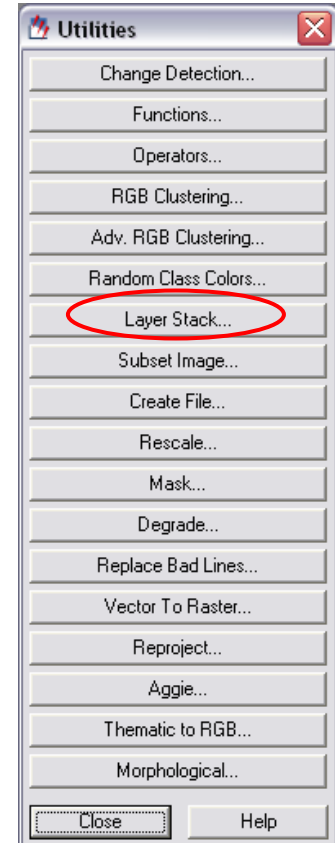 Utilities
Change Detection...
Functions...
Operators...
RGB Clustering...
Adv. RGB Clustering...
Random Class Colors...
Layer Stack...
Subset Image...
Create File...
Rescale...
Mask...
Degrade...
Replace Bad Lines...
Vector To Raster...
Reproject...
Aggie...
Thematic to RGB...
Morphological...
Close Help